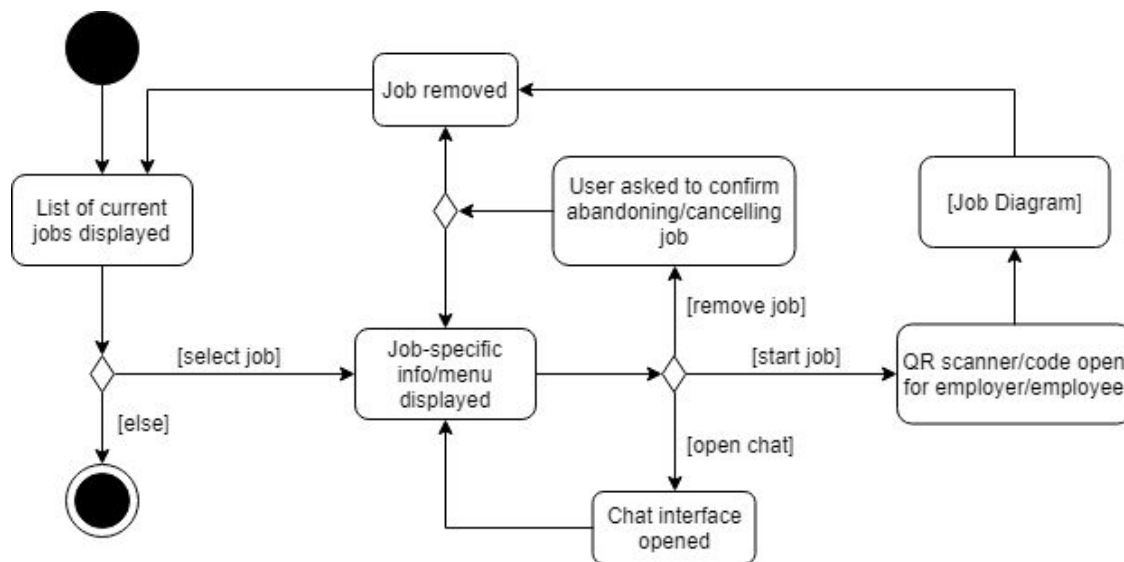 Job removed
List of current
jobs displayed
User asked to confirm
abandoning/cancelling
job
[Job Diagram]
[remove job]
[select job]
Job-specific
info/menu
displayed
[start job]
QR scanner/code open
for employer/employee
[else]
[open chat]
Chat interface
opened